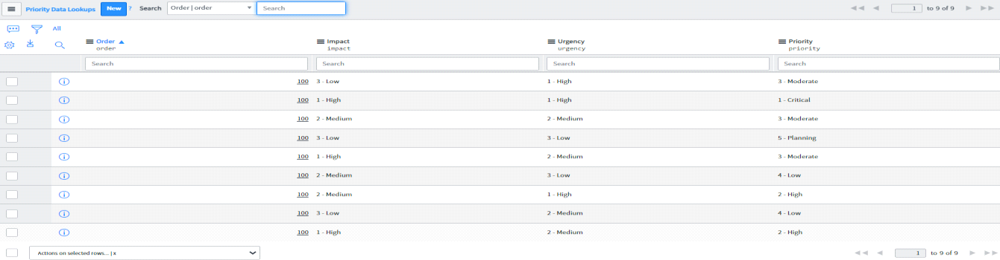 Priority Data Lookups New ? Search Order | order Search 1 to 9 of 9
All
Order Impact Urgency Priority
order impact urgency priority
Search Search Search Search
100 3 - Low 1 - High 3 - Moderate
100 1 - High 1 - High 1 - Critical
100 2 - Medium 2 - Medium 3 - Moderate
100 3 - Low 3 - Low 5 - Planning
100 1 - High 2 - Medium 3 - Moderate
100 2 - Medium 3 - Low 4 - Low
100 2 - Medium 1 - High 2 - High
100 3 - Low 2 - Medium 4 - Low
100 1 - High 2 - Medium 2 - High
Actions on selected rows... | x 1 to 9 of 9